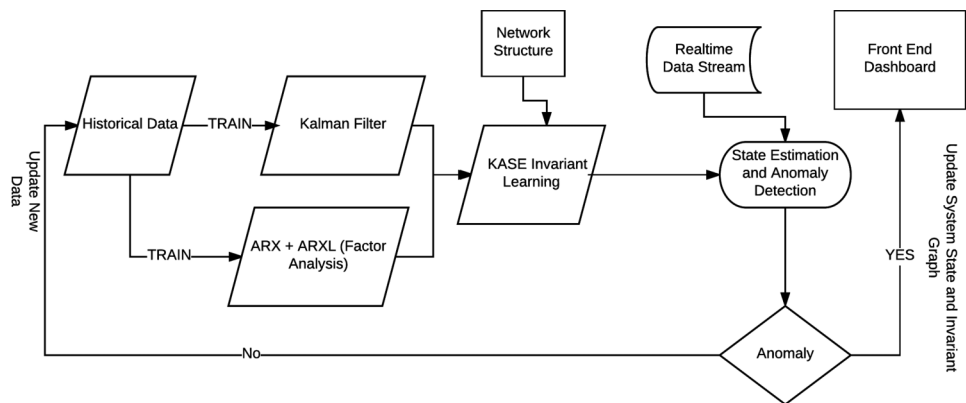 Network
Structure
Realtime
Data Stream
Front End
Dashboard
Historical Data
TRAIN
Kalman Filter
KASE Invariant
Learning
State Estimation
and Anomaly
Detection
Update New
Data
TRAIN
ARX + ARXL (Factor
Analysis)
YES
Update System State and Invariant
Graph
No
Anomaly